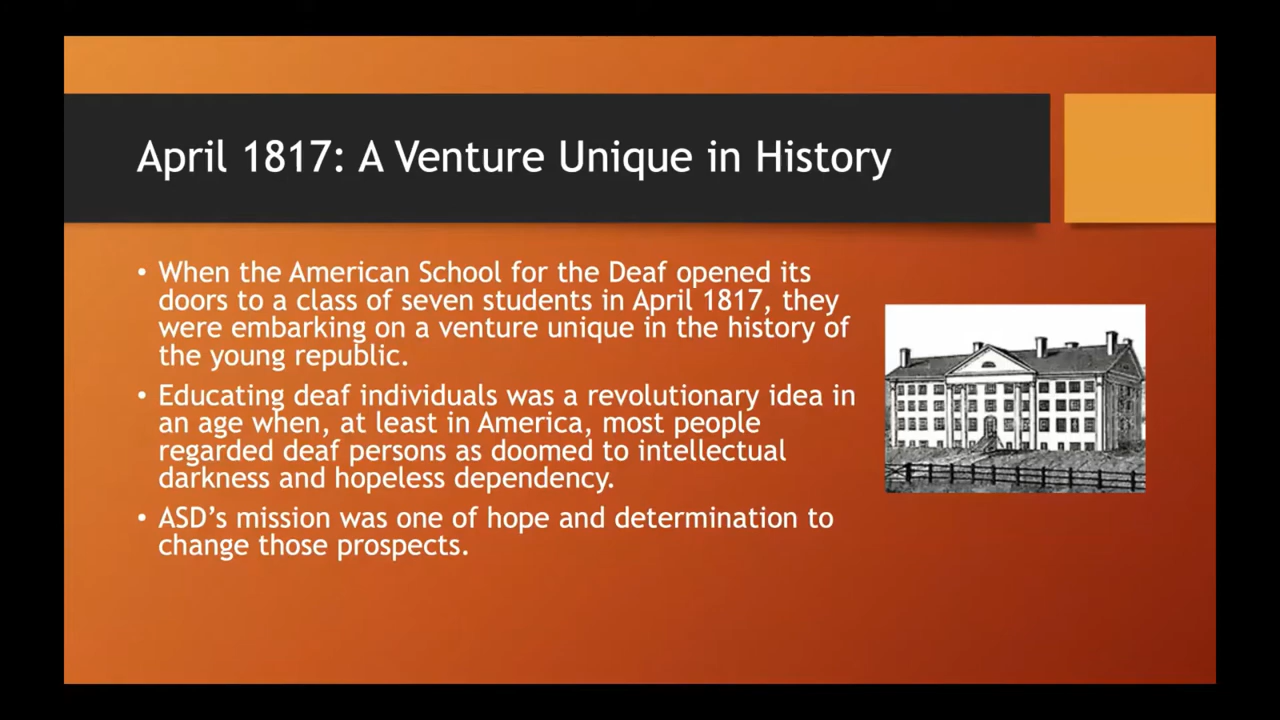 April 1817: A Venture Unique in History
• When the American School for the Deaf opened its
doors to a class of seven students in April 1817, they
were embarking on a venture unique in the history of
the young republic.
• Educating deaf individuals was a revolutionary idea in
an age when, at least in America, most people
regarded deaf persons as doomed to intellectual
darkness and hopeless dependency.
• ASD’s mission was one of hope and determination to
change those prospects.